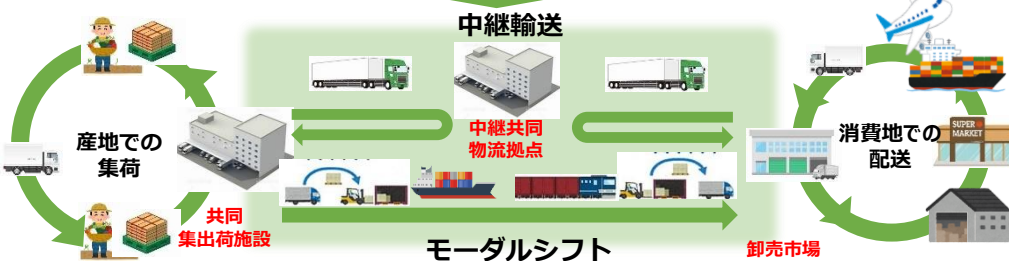 中継輸送
産地での
集荷
中継共同
物流拠点
SUPER
MARKET
消費地での
配送
共同
集出荷施設
モーダルシフト
卸売市場